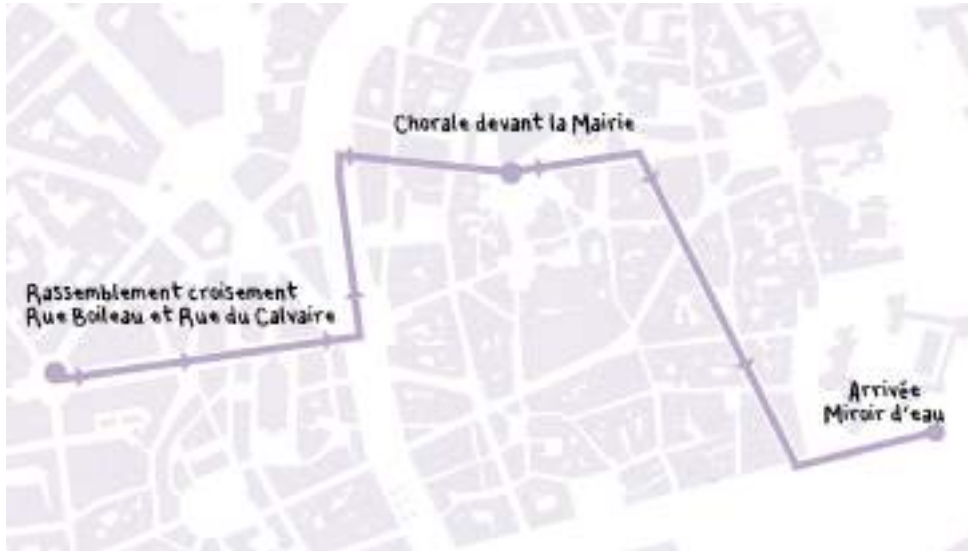 Chorale devant la Mairie
Rassemblement croisement
Rue Boileau et Rue du Calvaire
Arrivée
Miroir d'eau